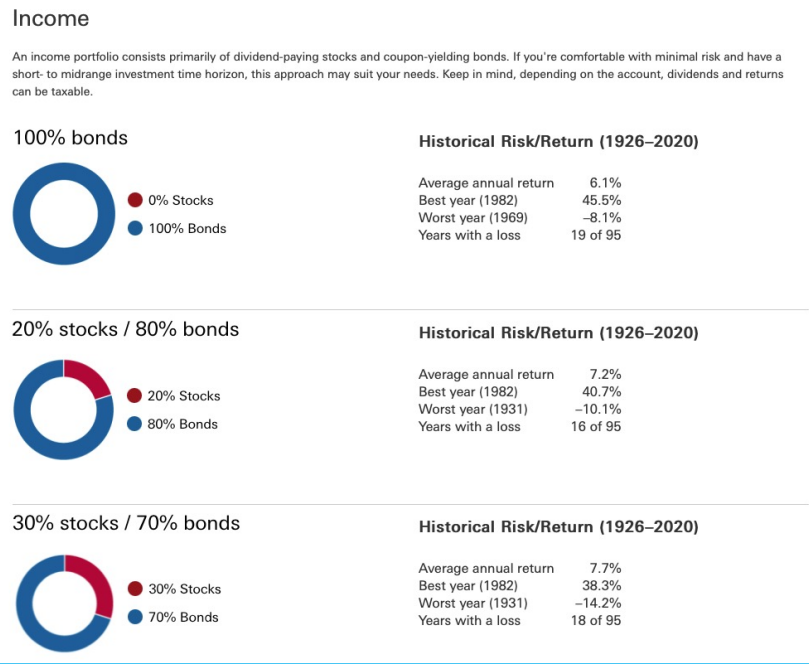 Income
An income portfolio consists primarily of dividend-paying stocks and coupon-yielding bonds. If you're comfortable with minimal risk and have a
short- to midrange investment time horizon, this approach may suit your needs. Keep in mind, depending on the account, dividends and returns
can be taxable.
100% bonds
0% Stocks
100% Bonds
Historical Risk/Return (1926–2020)
Average annual return 6.1%
Best year (1982) 45.5%
Worst year (1969) –8.1%
Years with a loss 19 of 95
20% stocks / 80% bonds
20% Stocks
80% Bonds
Historical Risk/Return (1926–2020)
Average annual return 7.2%
Best year (1982) 40.7%
Worst year (1931) –10.1%
Years with a loss 16 of 95
30% stocks / 70% bonds
30% Stocks
70% Bonds
Historical Risk/Return (1926–2020)
Average annual return 7.7%
Best year (1982) 38.3%
Worst year (1931) –14.2%
Years with a loss 18 of 95